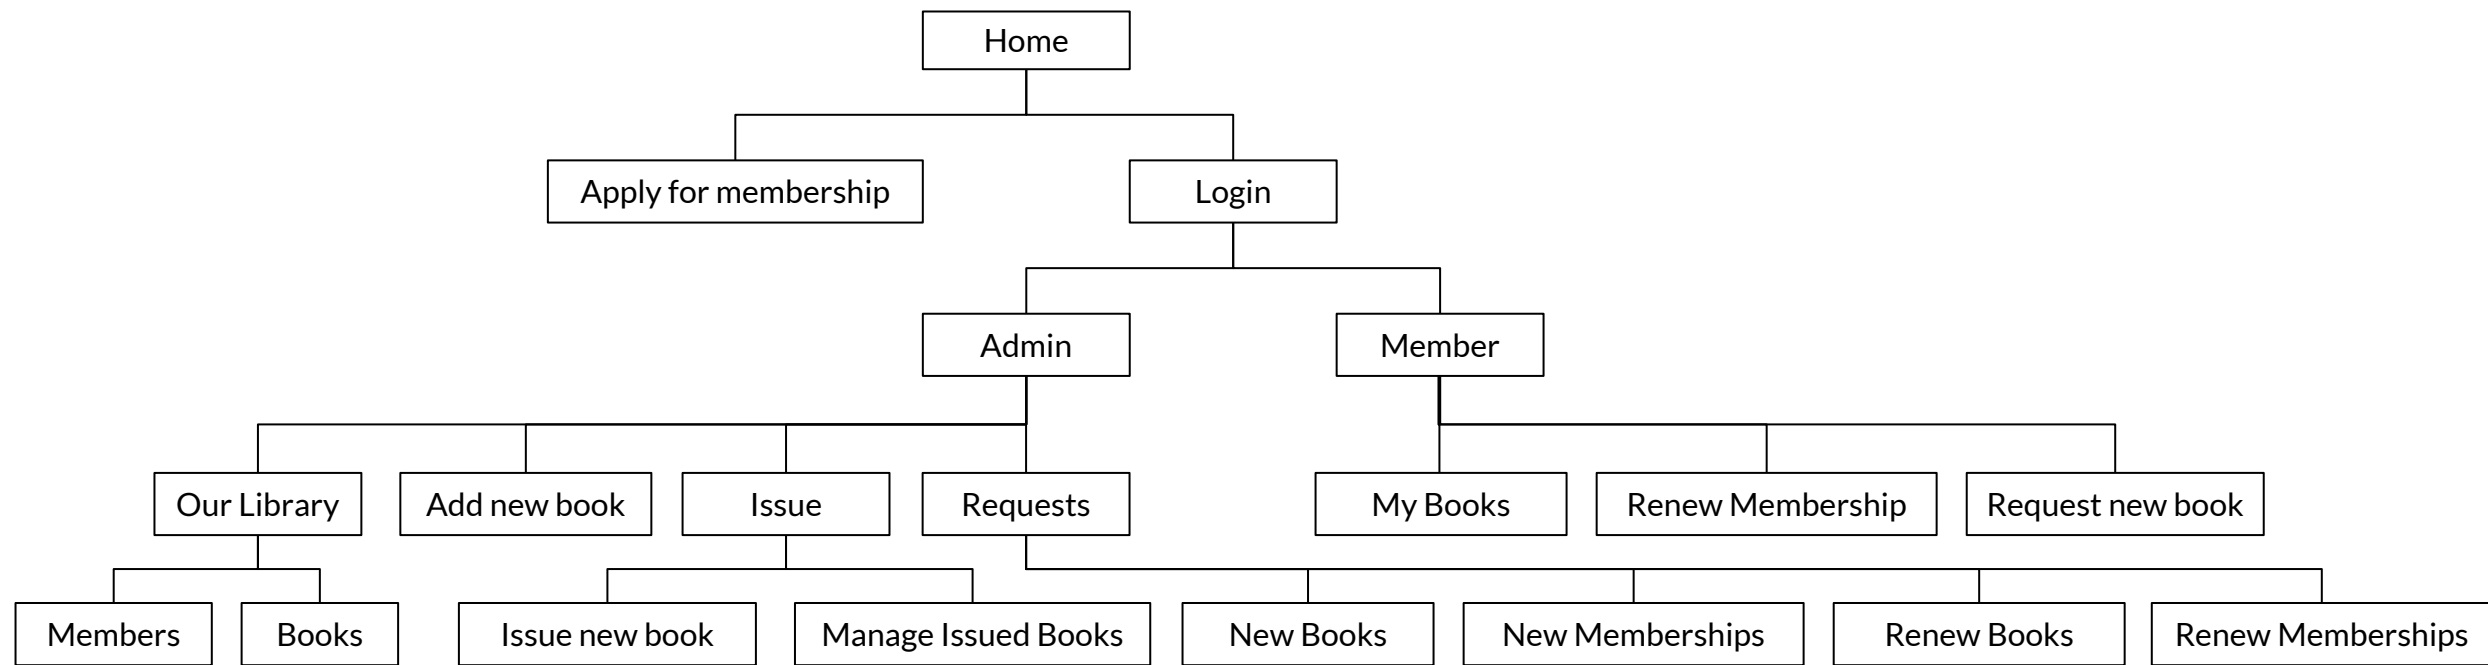 Home
Apply for membership
Login
Admin
Member
Our Library
Add new book
Issue
Requests
My Books
Renew Membership
Request new book
Members
Books
Issue new book
Manage Issued Books
New Books
New Memberships
Renew Books
Renew Memberships